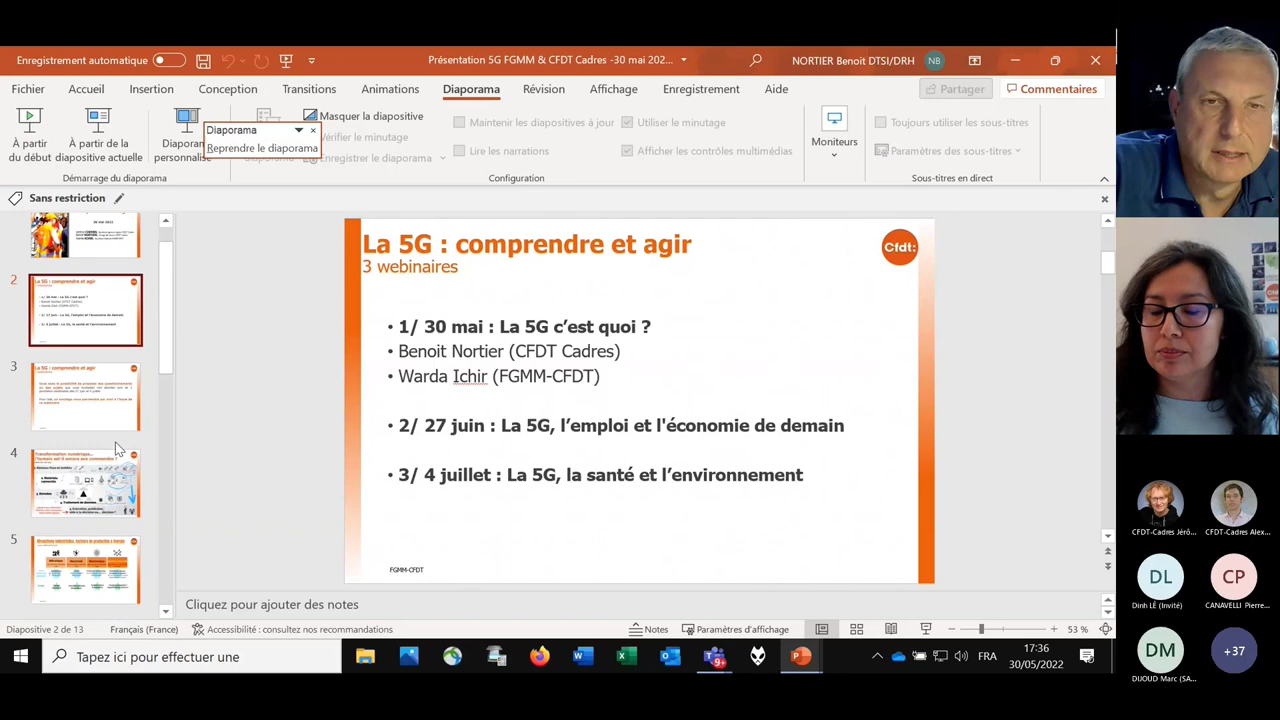 Enregistrement automatique
Présentation 5G FGMM & CFDT Cadres -30 mai 202...
NORTIER Benoit DTSI/DRH
NB
Fichier
Accueil
Insertion
Conception
Transitions
Animations
Diaporama
Révision
Affichage
Enregistrement
Aide
Partager
Commentaires
À partir
du début
À partir de la
diapositive actuelle
Diaporama
Reprendre le diaporama
personnalisé
Masquer la diapositive
Vérifier le minutage
Enregistrer le diaporama
Maintenir les diapositives à jour
Utiliser le minutage
Lire les narrations
Afficher les contrôles multimédias
Moniteurs
Toujours utiliser les sous-titres
Paramètres des sous-titres
Démarrage du diaporama
Configuration
Sous-titres en direct
Sans restriction
2
3
4
5
La 5G : comprendre et agir
3 webinaires
Cfdt:
• 1/ 30 mai : La 5G c’est quoi ?
• Benoit Nortier (CFDT Cadres)
• Warda Ichir (FGMM-CFDT)
• 2/ 27 juin : La 5G, l’emploi et l'économie de demain
• 3/ 4 juillet : La 5G, la santé et l’environnement
FGMM-CFDT
Cliquez pour ajouter des notes
Diapositive 2 de 13
Français (France)
Accessibilité : consultez nos recommandations
Notes
Paramètres d'affichage
53 %
Tapez ici pour effectuer une
9+
FRA
17:36
30/05/2022
CFDT-Cadres Jérô...
CFDT-Cadres Alex...
DL
CP
Dinh LÊ (Invité)
CANAVELLI Pierre...
DM
+37
DIJOUD Marc (SA...